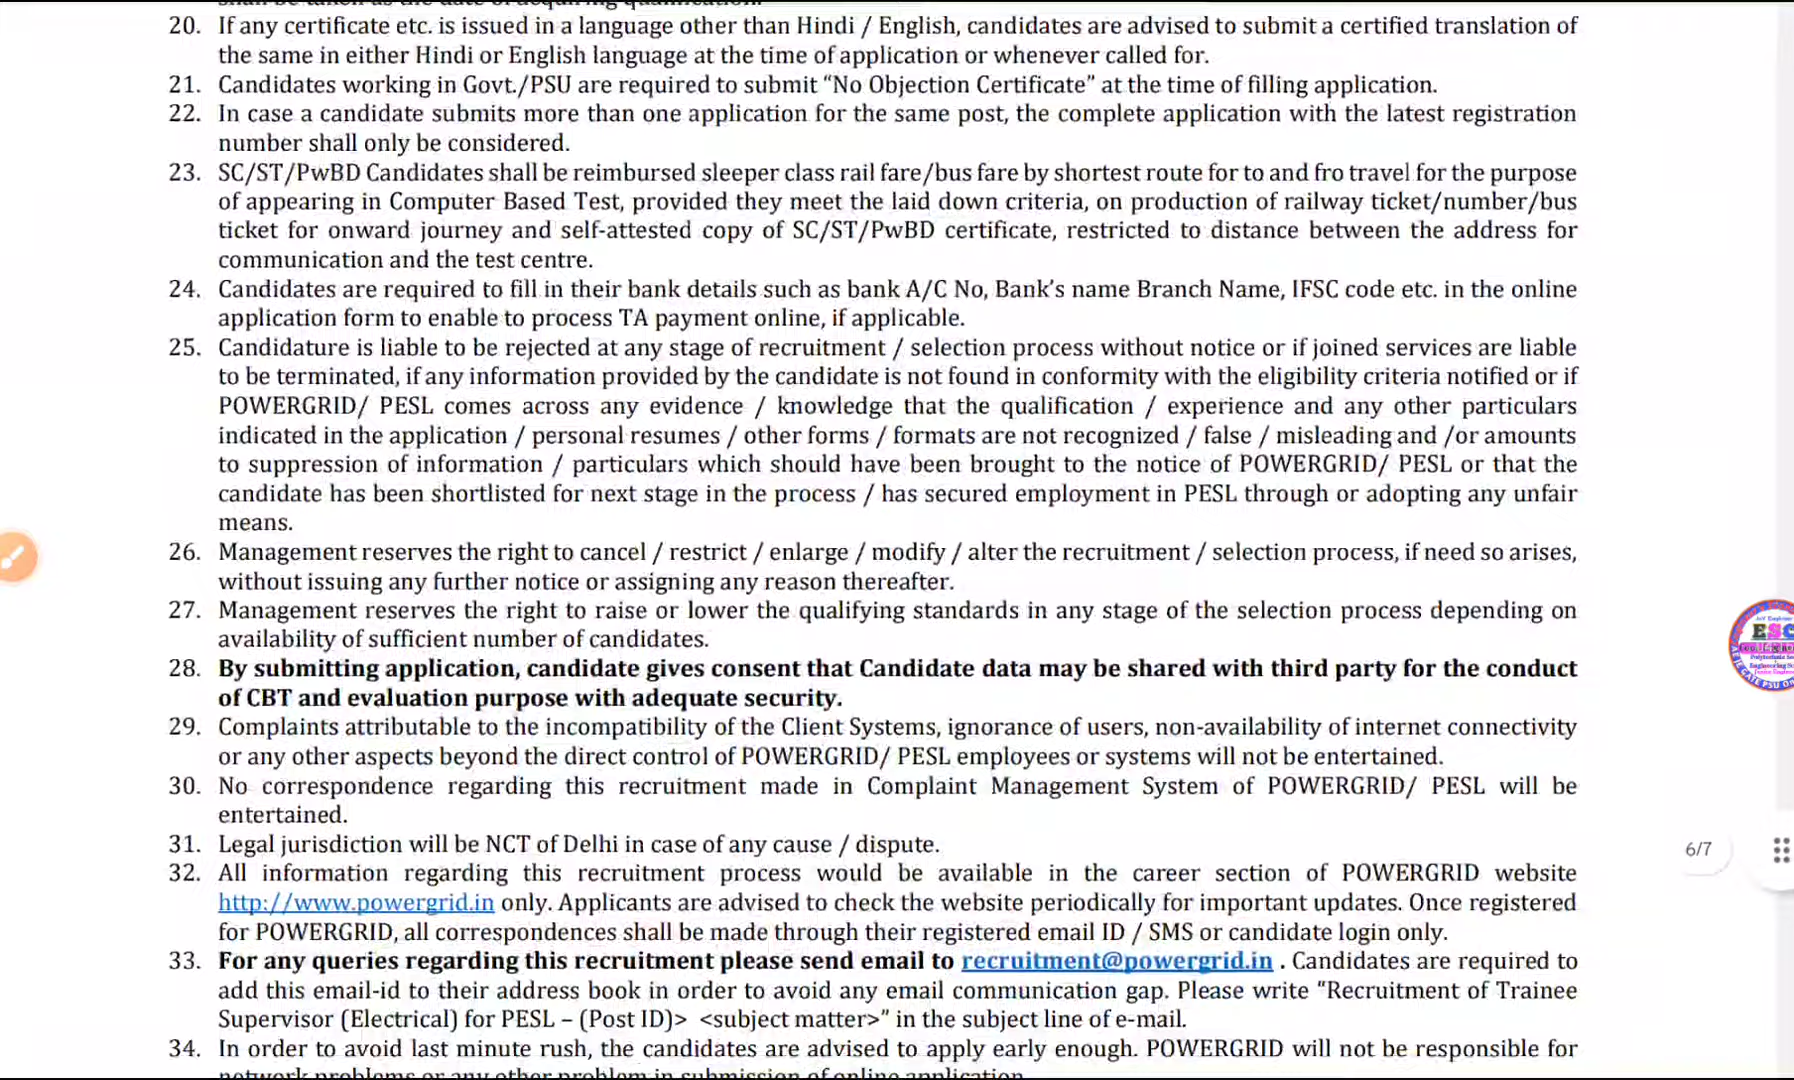 20. If any certificate etc. is issued in a language other than Hindi / English, candidates are advised to submit a certified translation of
the same in either Hindi or English language at the time of application or whenever called for.
21. Candidates working in Govt./PSU are required to submit “No Objection Certificate” at the time of filling application.
22. In case a candidate submits more than one application for the same post, the complete application with the latest registration
number shall only be considered.
23. SC/ST/PwBD Candidates shall be reimbursed sleeper class rail fare/bus fare by shortest route for to and fro travel for the purpose
of appearing in Computer Based Test, provided they meet the laid down criteria, on production of railway ticket/number/bus
ticket for onward journey and self-attested copy of SC/ST/PwBD certificate, restricted to distance between the address for
communication and the test centre.
24. Candidates are required to fill in their bank details such as bank A/C No, Bank’s name Branch Name, IFSC code etc. in the online
application form to enable to process TA payment online, if applicable.
25. Candidature is liable to be rejected at any stage of recruitment / selection process without notice or if joined services are liable
to be terminated, if any information provided by the candidate is not found in conformity with the eligibility criteria notified or if
POWERGRID/ PESL comes across any evidence / knowledge that the qualification / experience and any other particulars
indicated in the application / personal resumes / other forms / formats are not recognized / false / misleading and /or amounts
to suppression of information / particulars which should have been brought to the notice of POWERGRID/ PESL or that the
candidate has been shortlisted for next stage in the process / has secured employment in PESL through or adopting any unfair
means.
26. Management reserves the right to cancel / restrict / enlarge / modify / alter the recruitment / selection process, if need so arises,
without issuing any further notice or assigning any reason thereafter.
27. Management reserves the right to raise or lower the qualifying standards in any stage of the selection process depending on
availability of sufficient number of candidates.
28. By submitting application, candidate gives consent that Candidate data may be shared with third party for the conduct
of CBT and evaluation purpose with adequate security.
29. Complaints attributable to the incompatibility of the Client Systems, ignorance of users, non-availability of internet connectivity
or any other aspects beyond the direct control of POWERGRID/ PESL employees or systems will not be entertained.
30. No correspondence regarding this recruitment made in Complaint Management System of POWERGRID/ PESL will be
entertained.
31. Legal jurisdiction will be NCT of Delhi in case of any cause / dispute.
32. All information regarding this recruitment process would be available in the career section of POWERGRID website
http://www.powergrid.in only. Applicants are advised to check the website periodically for important updates. Once registered
for POWERGRID, all correspondences shall be made through their registered email ID / SMS or candidate login only.
33. For any queries regarding this recruitment please send email to recruitment@powergrid.in . Candidates are required to
add this email-id to their address book in order to avoid any email communication gap. Please write “Recruitment of Trainee
Supervisor (Electrical) for PESL – (Post ID)> <subject matter>” in the subject line of e-mail.
34. In order to avoid last minute rush, the candidates are advised to apply early enough. POWERGRID will not be responsible for
network problems or any other problem in submission of online application.
6/7
ESC